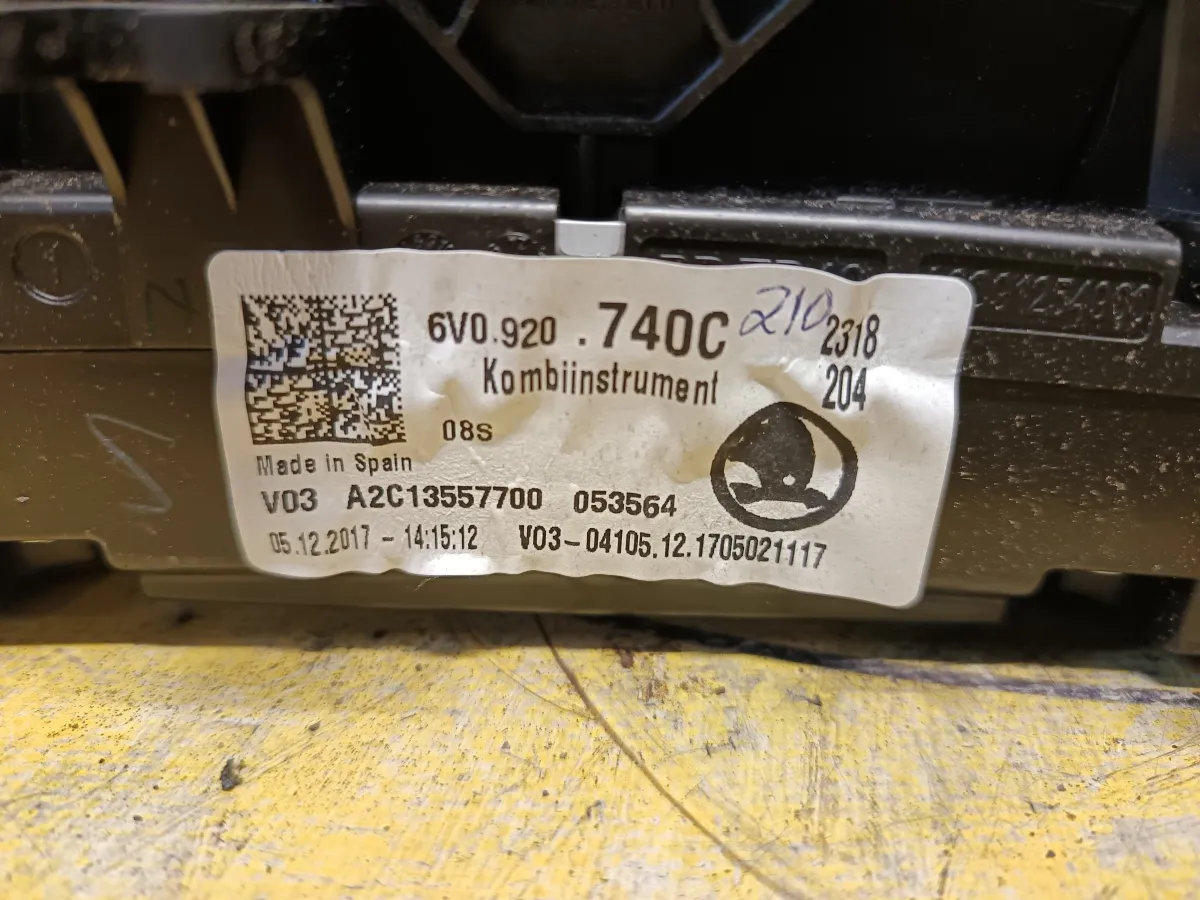 6V0.920 .740C 210 2318
Kombiinstrument 204
08S
Made in Spain
V03 A2C13557700 053564
05.12.2017 - 14:15:12 V03-04105.12.1705021117